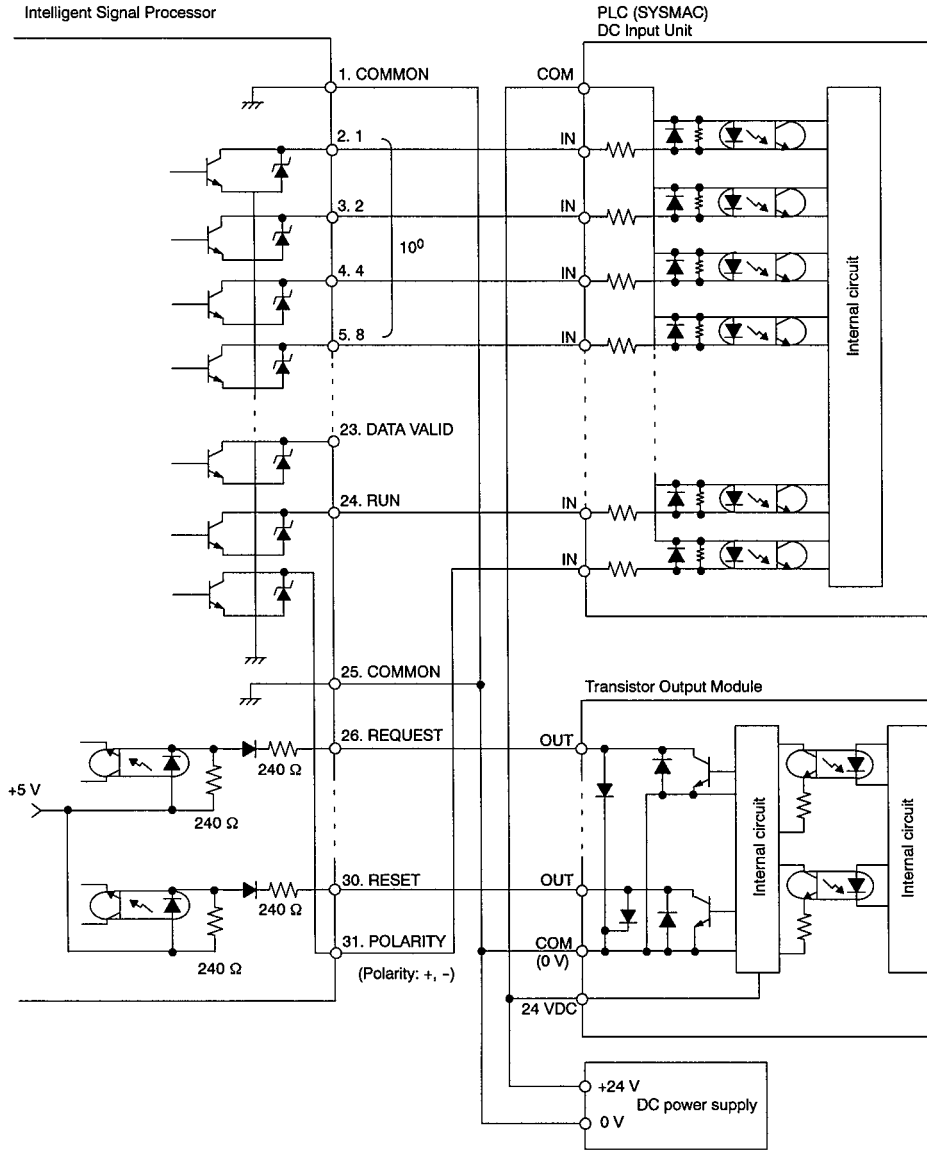 Intelligent Signal Processor
PLC (SYSMAC)
DC Input Unit
1. COMMON
COM
2. 1
IN
3. 2
IN
10⁰
4. 4
IN
5. 8
IN
Internal circuit
23. DATA VALID
24. RUN
IN
IN
25. COMMON
Transistor Output Module
26. REQUEST
OUT
240 Ω
+5 V
240 Ω
Internal circuit
Internal circuit
30. RESET
OUT
240 Ω
240 Ω
31. POLARITY
(Polarity: +, –)
COM
(0 V)
24 VDC
+24 V
DC power supply
0 V